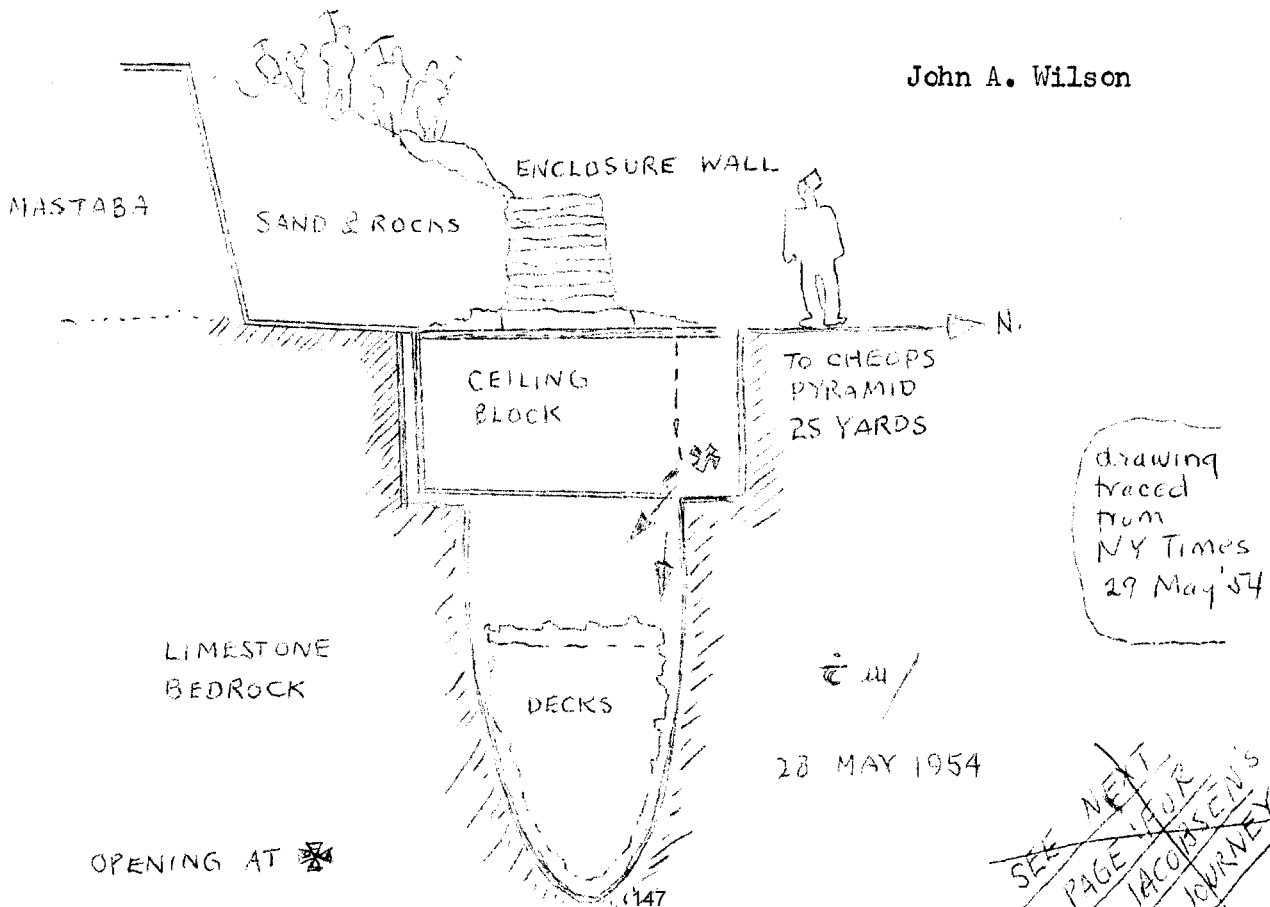 John A. Wilson
ENCLOSURE WALL
MASTABA
SAND & ROCKS
N.
CEILING
BLOCK
TO CHEOPS
PYRAMID
25 YARDS
drawing
traced
from
NY Times
29 May '54
LIMESTONE
BEDROCK
DECKS
28 MAY 1954
OPENING AT
SEE NEXT
PAGE FOR
JACOBSEN'S
JOURNEY
147